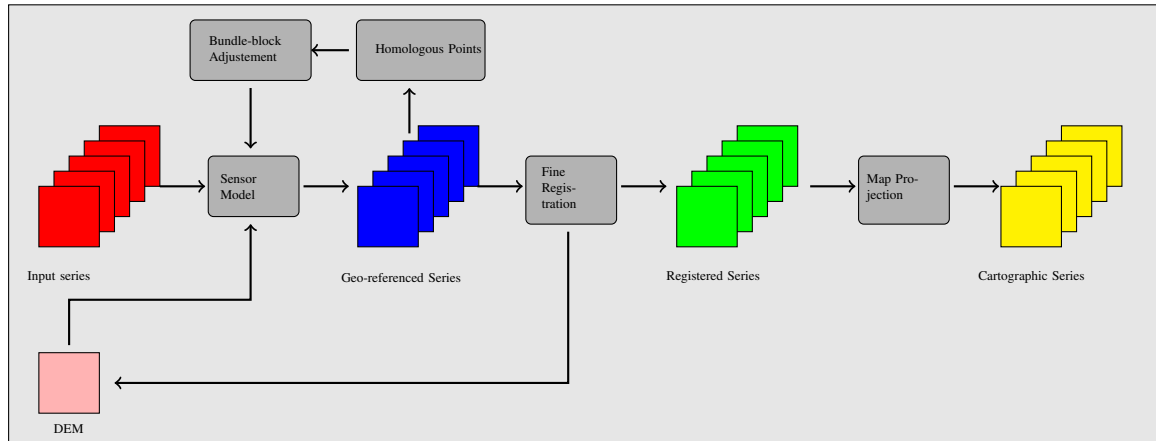 Bundle-block
Adjustement
Homologous Points
Sensor
Model
Fine
Regis-
tration
Map Pro-
jection
Input series
Geo-referenced Series
Registered Series
Cartographic Series
DEM